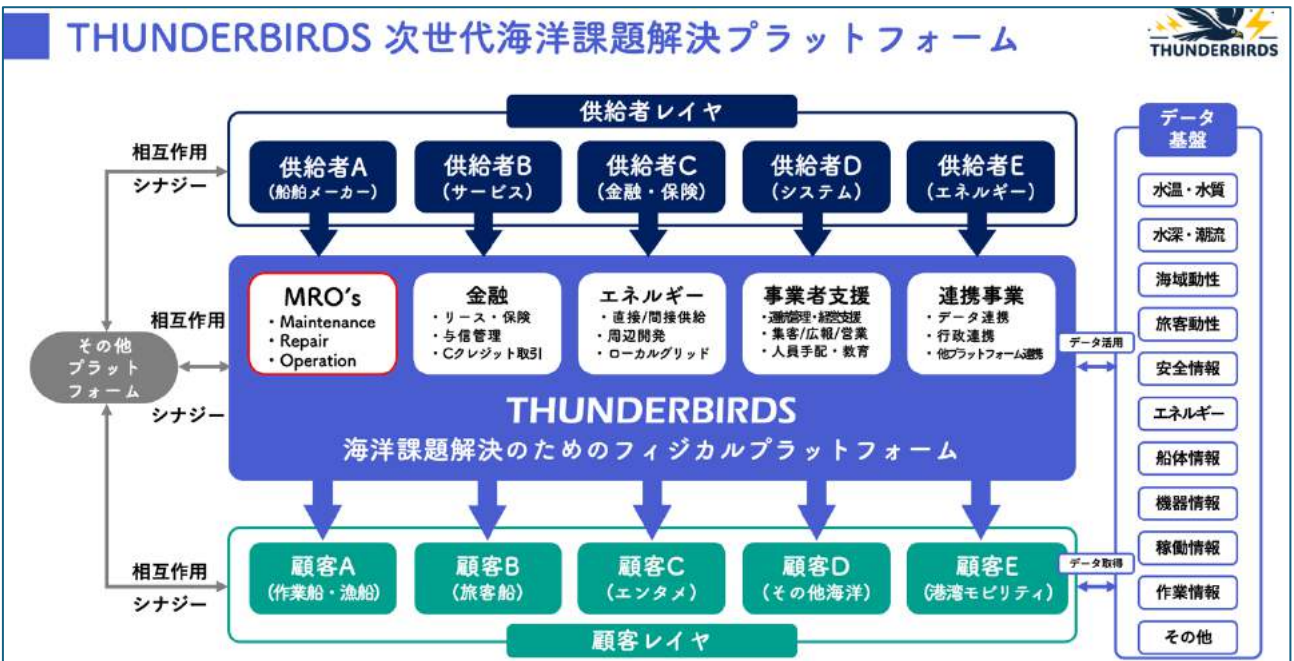 THUNDERBIRDS 次世代海洋課題解決プラットフォーム
THUNDERBIRDS
供給者レイヤ
相互作用
シナジー
供給者A
(船舶メーカー)
供給者B
(サービス)
供給者C
(金融・保険)
供給者D
(システム)
供給者E
(エネルギー)
MRO's
・Maintenance
・Repair
・Operation
金融
・リース・保険
・与信管理
・Cクレジット取引
エネルギー
・直接/間接供給
・周辺開発
・ローカルグリッド
事業者支援
・運航管理・経営支援
・集客/広報/営業
・人員手配・教育
連携事業
・データ連携
・行政連携
・他プラットフォーム連携
相互作用
シナジー
その他
プラット
フォーム
THUNDERBIRDS
海洋課題解決のためのフィジカルプラットフォーム
相互作用
シナジー
顧客A
(作業船・漁船)
顧客B
(旅客船)
顧客C
(エンタメ)
顧客D
(その他海洋)
顧客E
(港湾モビリティ)
顧客レイヤ
データ活用
データ取得
データ
基盤
水温・水質
水深・潮流
海域動性
旅客動性
安全情報
エネルギー
船体情報
機器情報
稼働情報
作業情報
その他